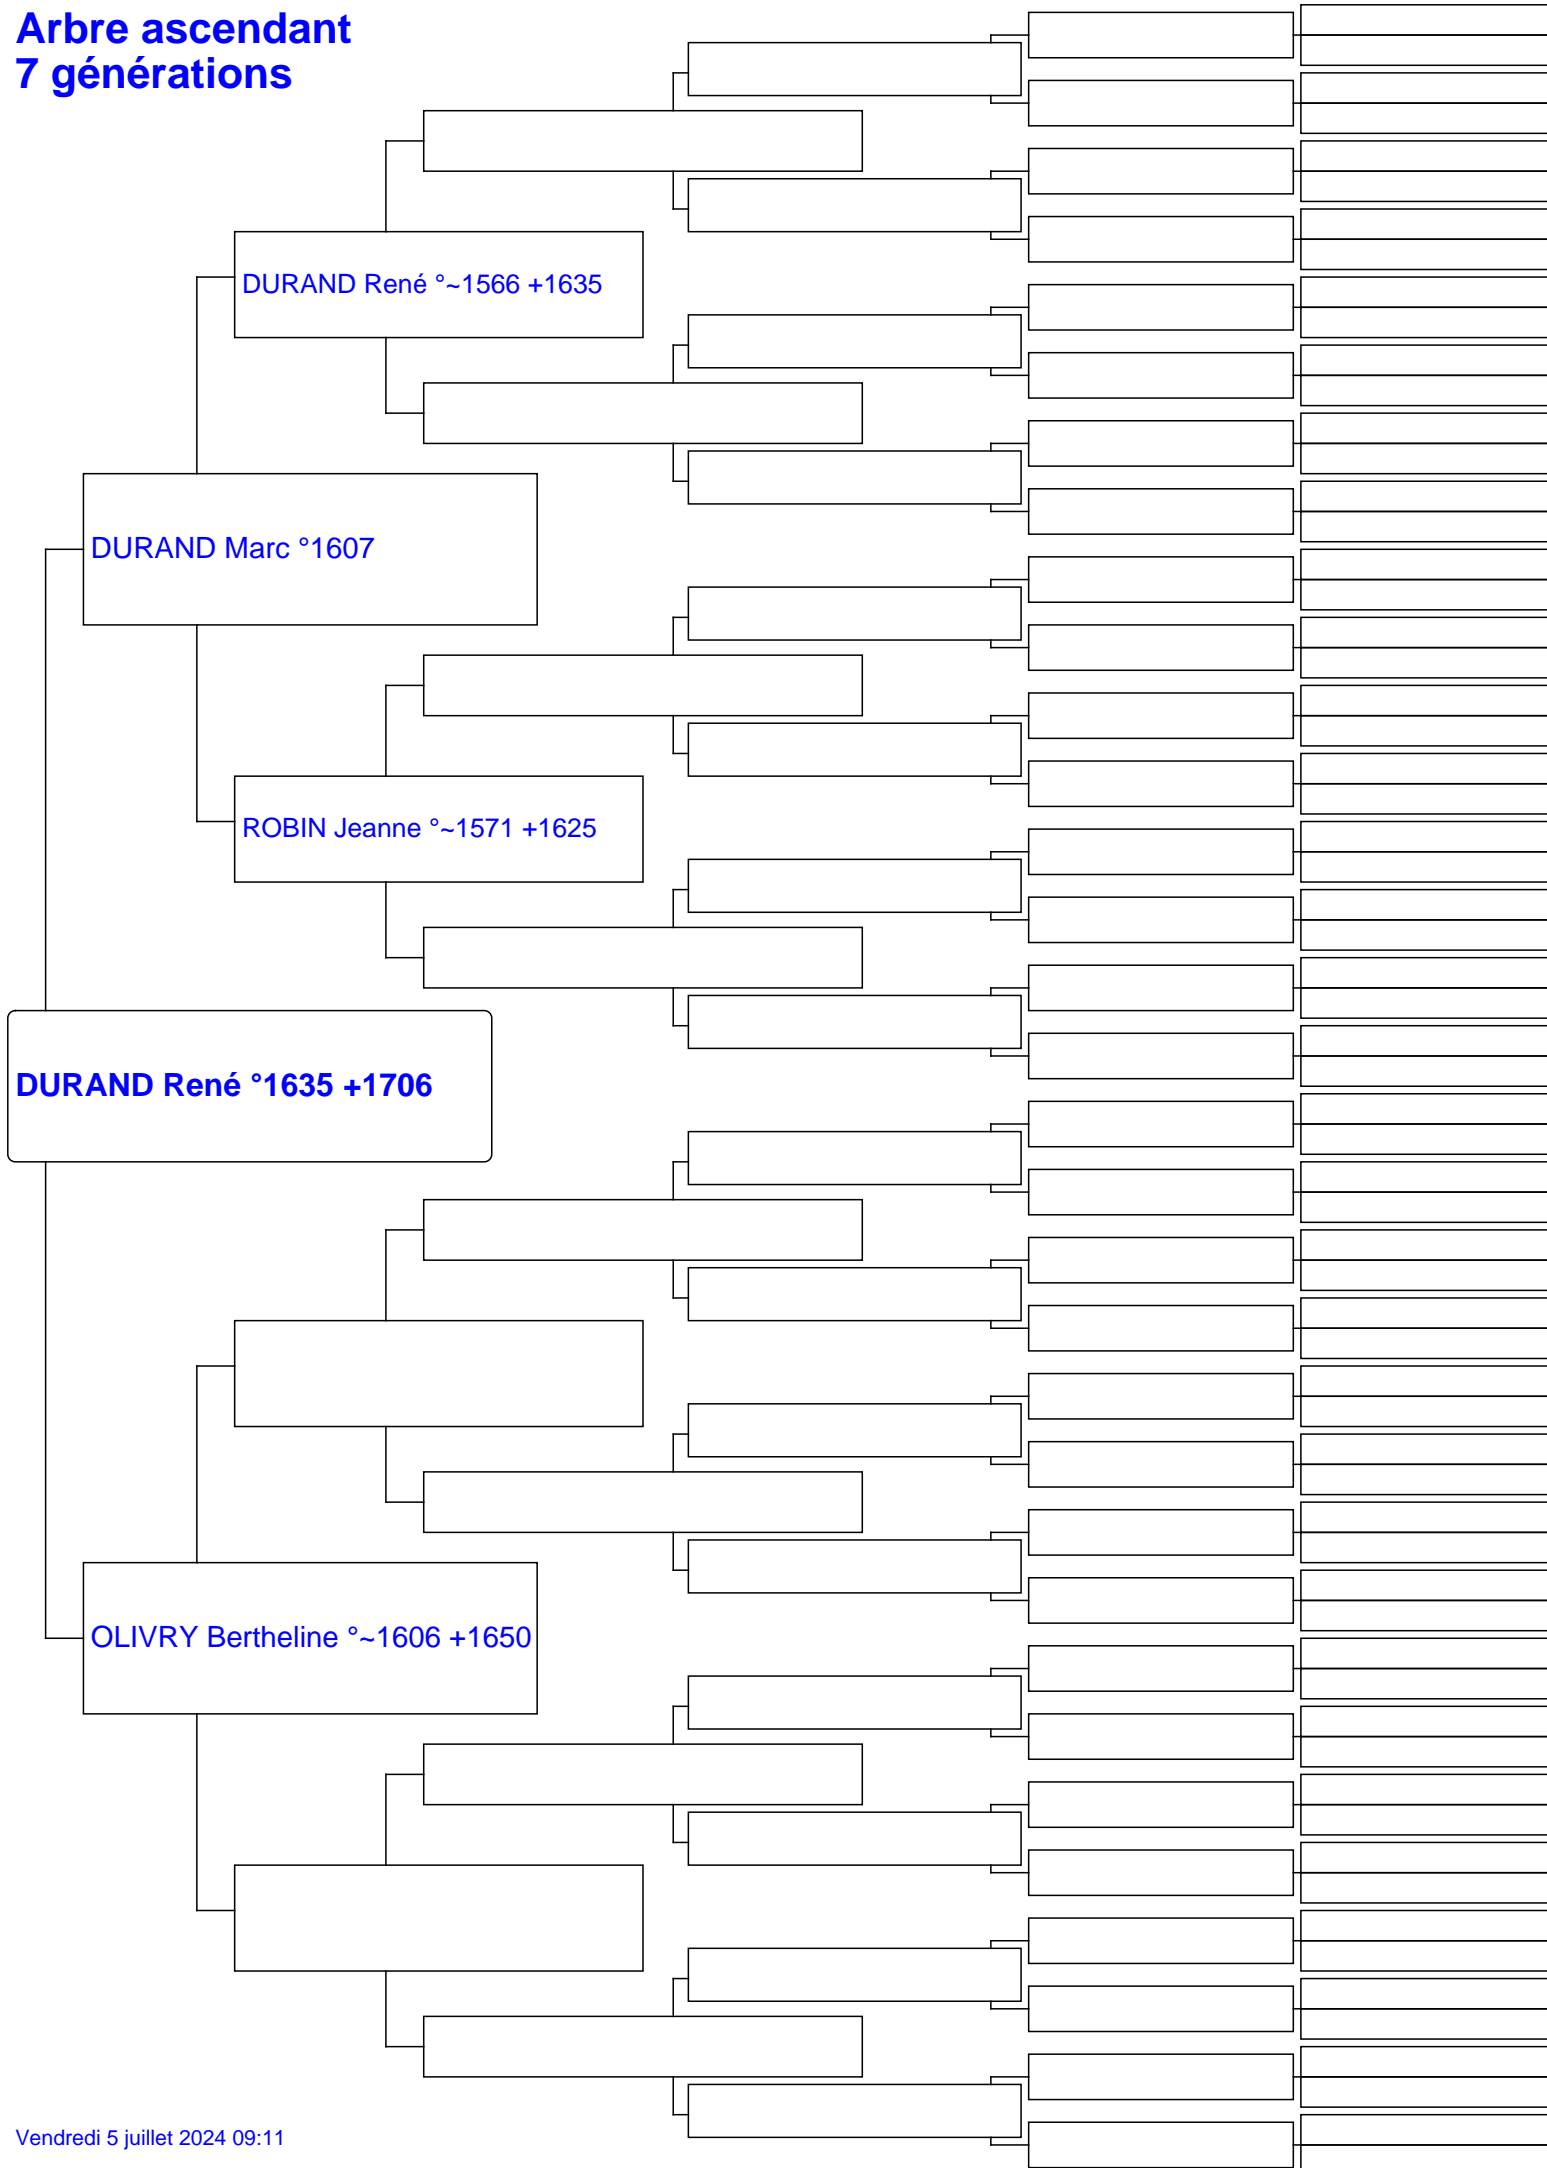 Arbre ascendant
7 générations
DURAND René °~1566 +1635
DURAND Marc °1607
ROBIN Jeanne °~1571 +1625
DURAND René °1635 +1706
OLIVRY Bertheline °~1606 +1650
Vendredi 5 juillet 2024 09:11